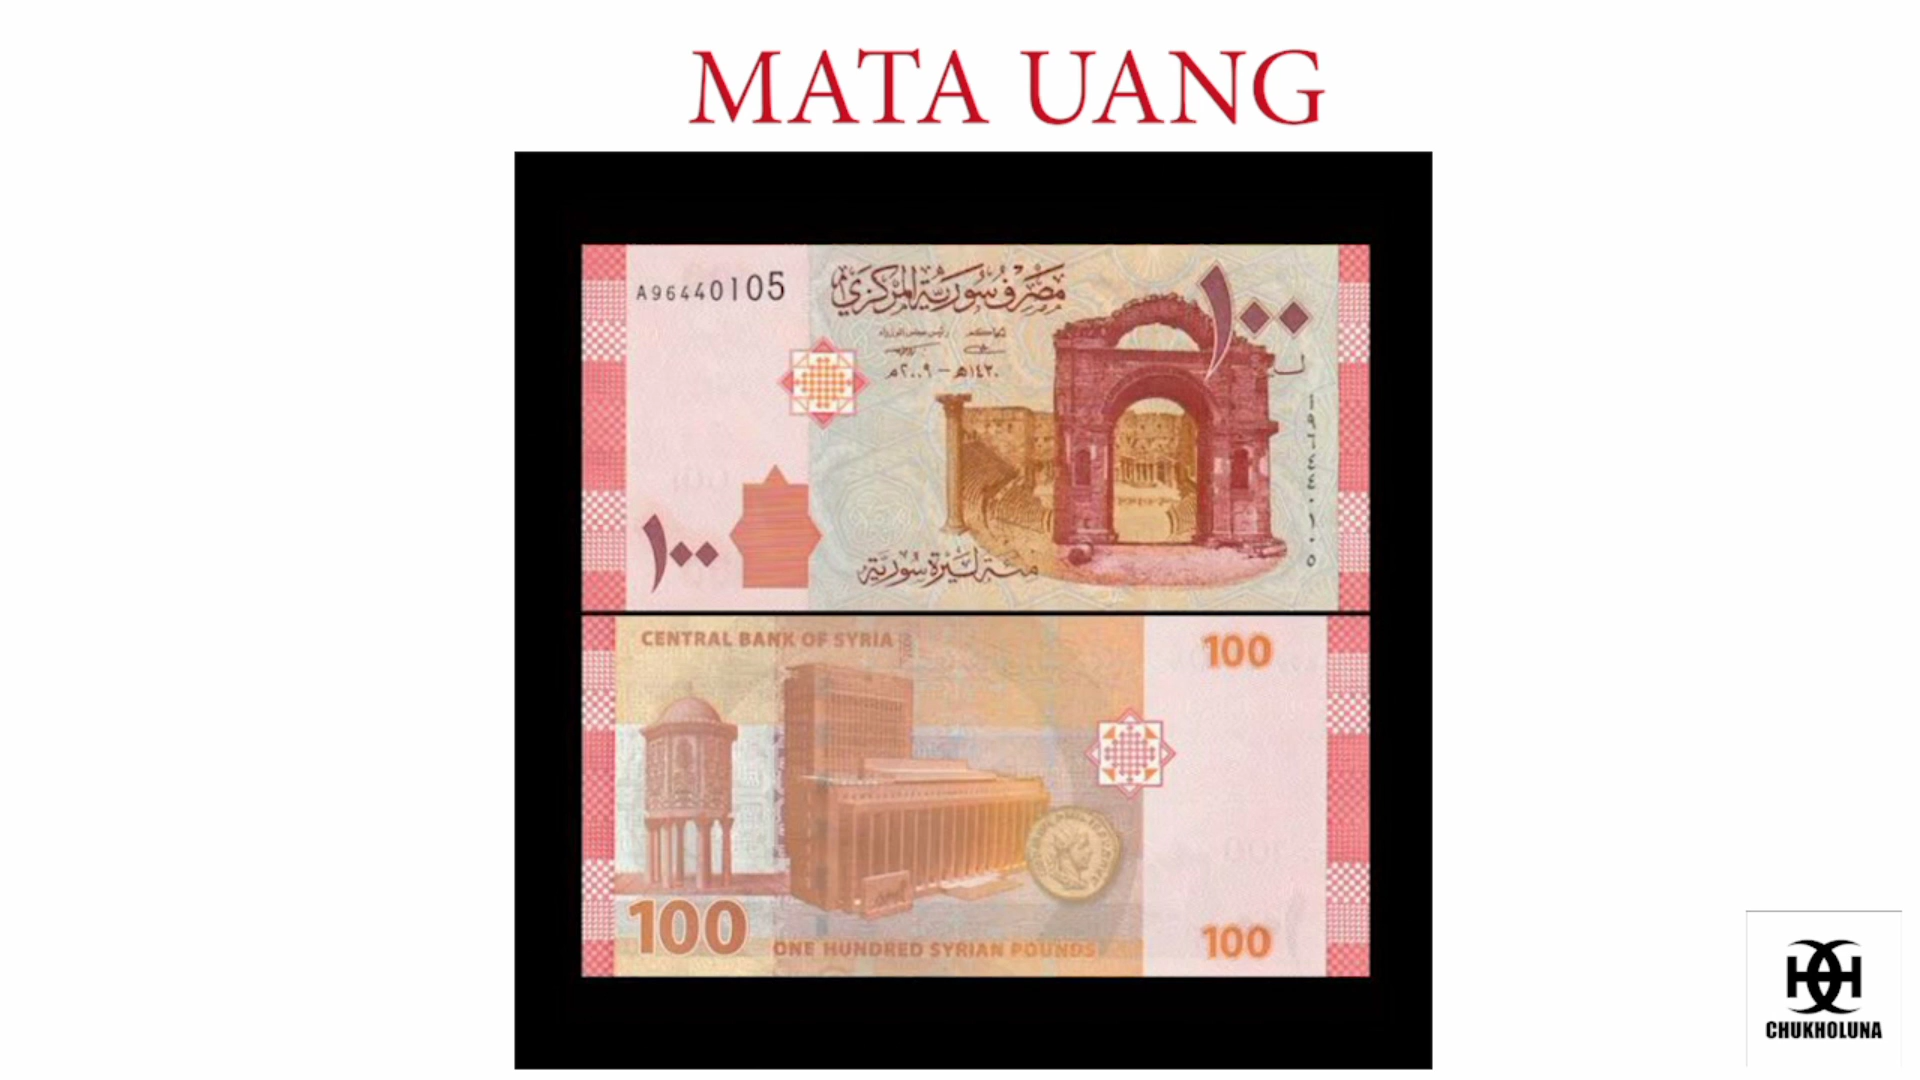 MATA UANG
A96440105
مصرف سورية المركزي
١٠٠
١٤٣٠هـ - ٢٠٠٩م
١٠٠
مئة ليرة سورية
CENTRAL BANK OF SYRIA
100
100
ONE HUNDRED SYRIAN POUNDS
100
CHUKHOLUNA